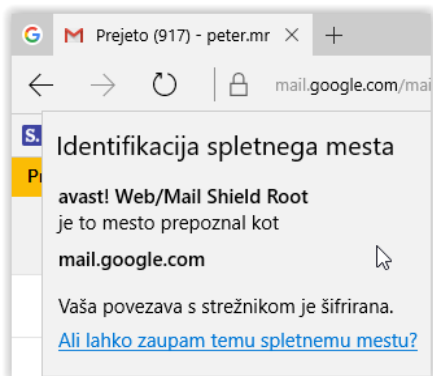 G M Prejeto (917) - peter.mr
mail.google.com/mai
S.
Identifikacija spletnega mesta
avast! Web/Mail Shield Root
je to mesto prepoznal kot
mail.google.com
Vaša povezava s strežnikom je šifrirana.
Ali lahko zaupam temu spletnemu mestu?